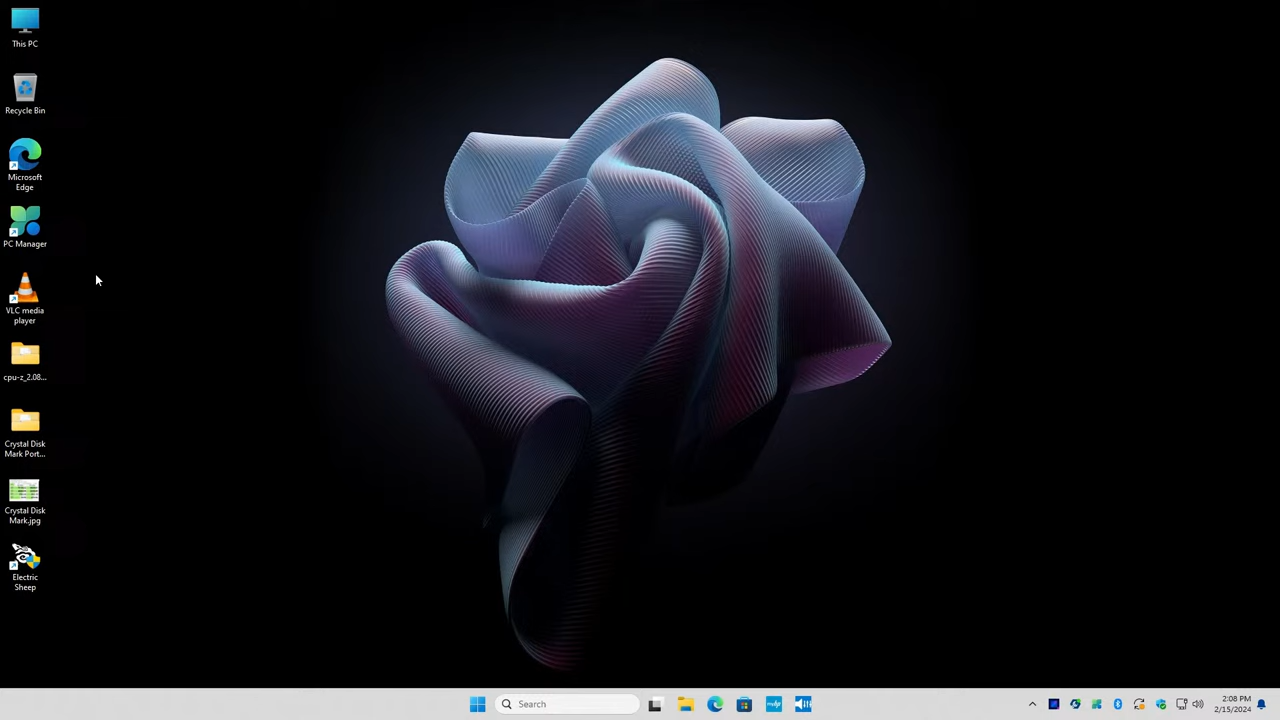 This PC
Recycle Bin
Microsoft
Edge
PC Manager
VLC media
player
cpu-z_2.08...
Crystal Disk
Mark Port...
Crystal Disk
Mark.jpg
Electric
Sheep
Search
myhp
2:08 PM
2/15/2024